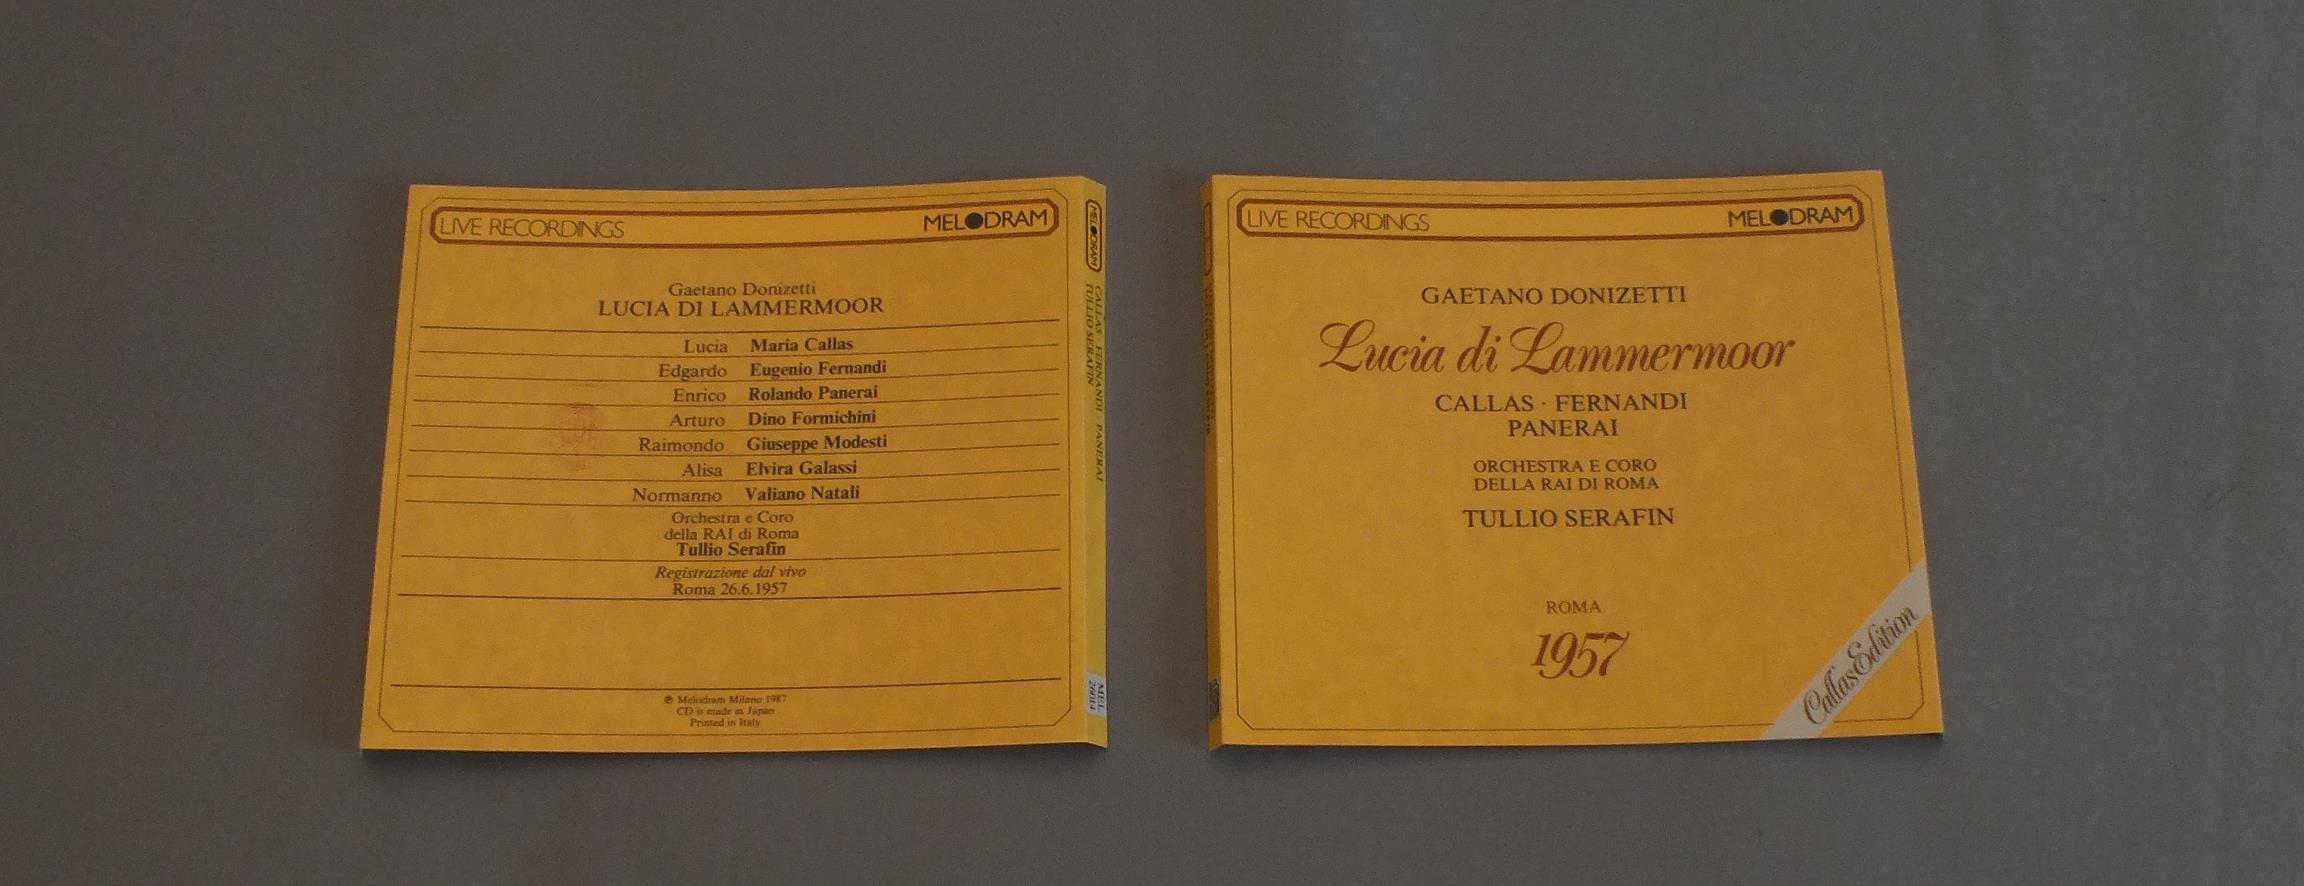 LIVE RECORDINGS
MELODRAM
Gaetano Donizetti
LUCIA DI LAMMERMOOR
Lucia Maria Callas
Edgardo Eugenio Fernandi
Enrico Rolando Panerai
Arturo Dino Formichini
Raimondo Giuseppe Modesti
Alisa Elvira Galassi
Normanno Valiano Natali
Orchestra e Coro
della RAI di Roma
Tullio Serafin
Registrazione dal vivo
Roma 26.6.1957
℗ Melodram Milano 1987
CD is made in Japan
Printed in Italy
MELODRAM
CALLAS · FERNANDI · PANERAI
TULLIO SERAFIN
MEL
26014
LIVE RECORDINGS
MELODRAM
GAETANO DONIZETTI
Lucia di Lammermoor
CALLAS · FERNANDI
PANERAI
ORCHESTRA E CORO
DELLA RAI DI ROMA
TULLIO SERAFIN
ROMA
1957
Callas Edition